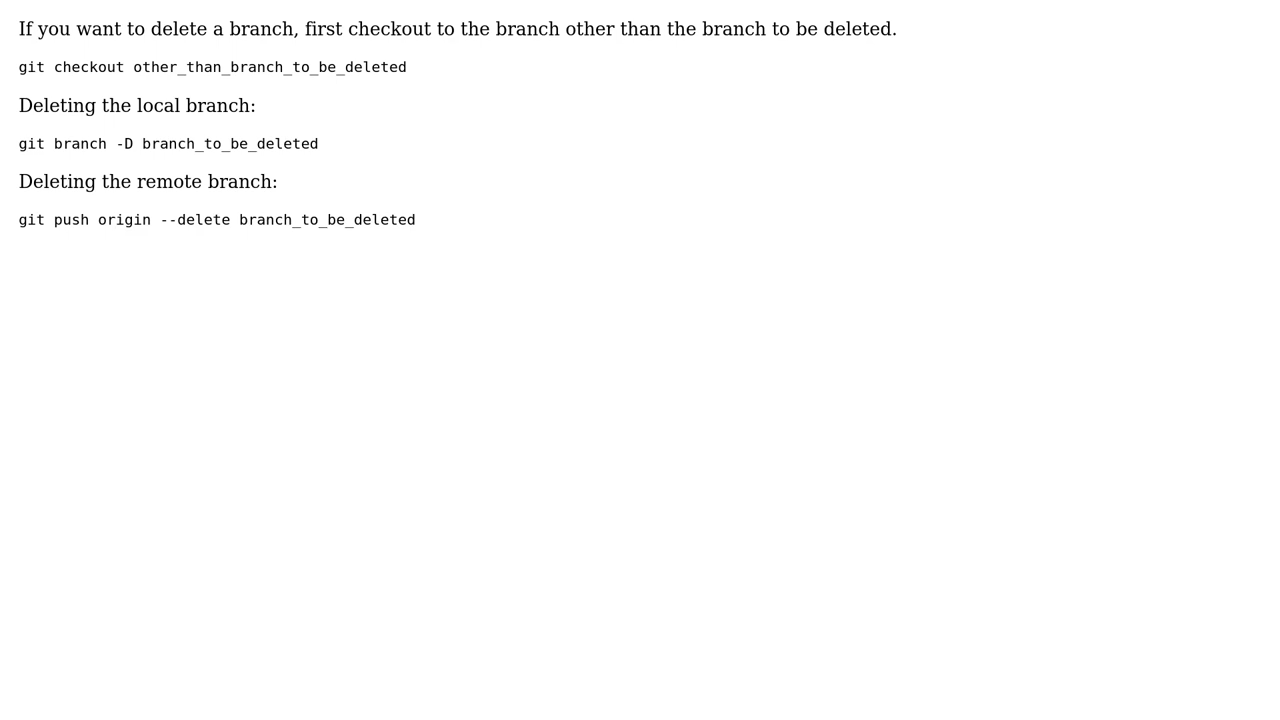 If you want to delete a branch, first checkout to the branch other than the branch to be deleted.
git checkout other_than_branch_to_be_deleted
Deleting the local branch:
git branch -D branch_to_be_deleted
Deleting the remote branch:
git push origin --delete branch_to_be_deleted